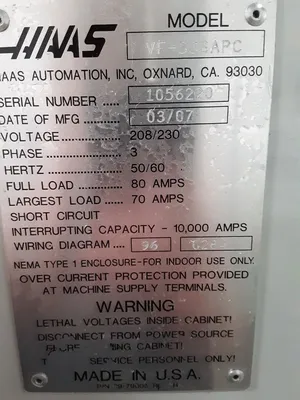 MODEL
HAAS
HAAS AUTOMATION, INC, OXNARD, CA. 93030
SERIAL NUMBER
DATE OF MFG 03/07
VOLTAGE 208/230
PHASE 3
HERTZ 50/60
FULL LOAD - 80 AMPS
LARGEST LOAD - 70 AMPS
SHORT CIRCUIT
INTERRUPTING CAPACITY - 10,000 AMPS
WIRING DIAGRAM 96
NEMA TYPE 1 ENCLOSURE-FOR INDOOR USE ONLY
OVER CURRENT PROTECTION PROVIDED
AT MACHINE SUPPLY TERMINALS.
WARNING
LETHAL VOLTAGES INSIDE CABINET!
DISCONNECT FROM POWER SOURCE
CABINET!
SERVICE PERSONNEL ONLY!
MADE IN U.S.A.